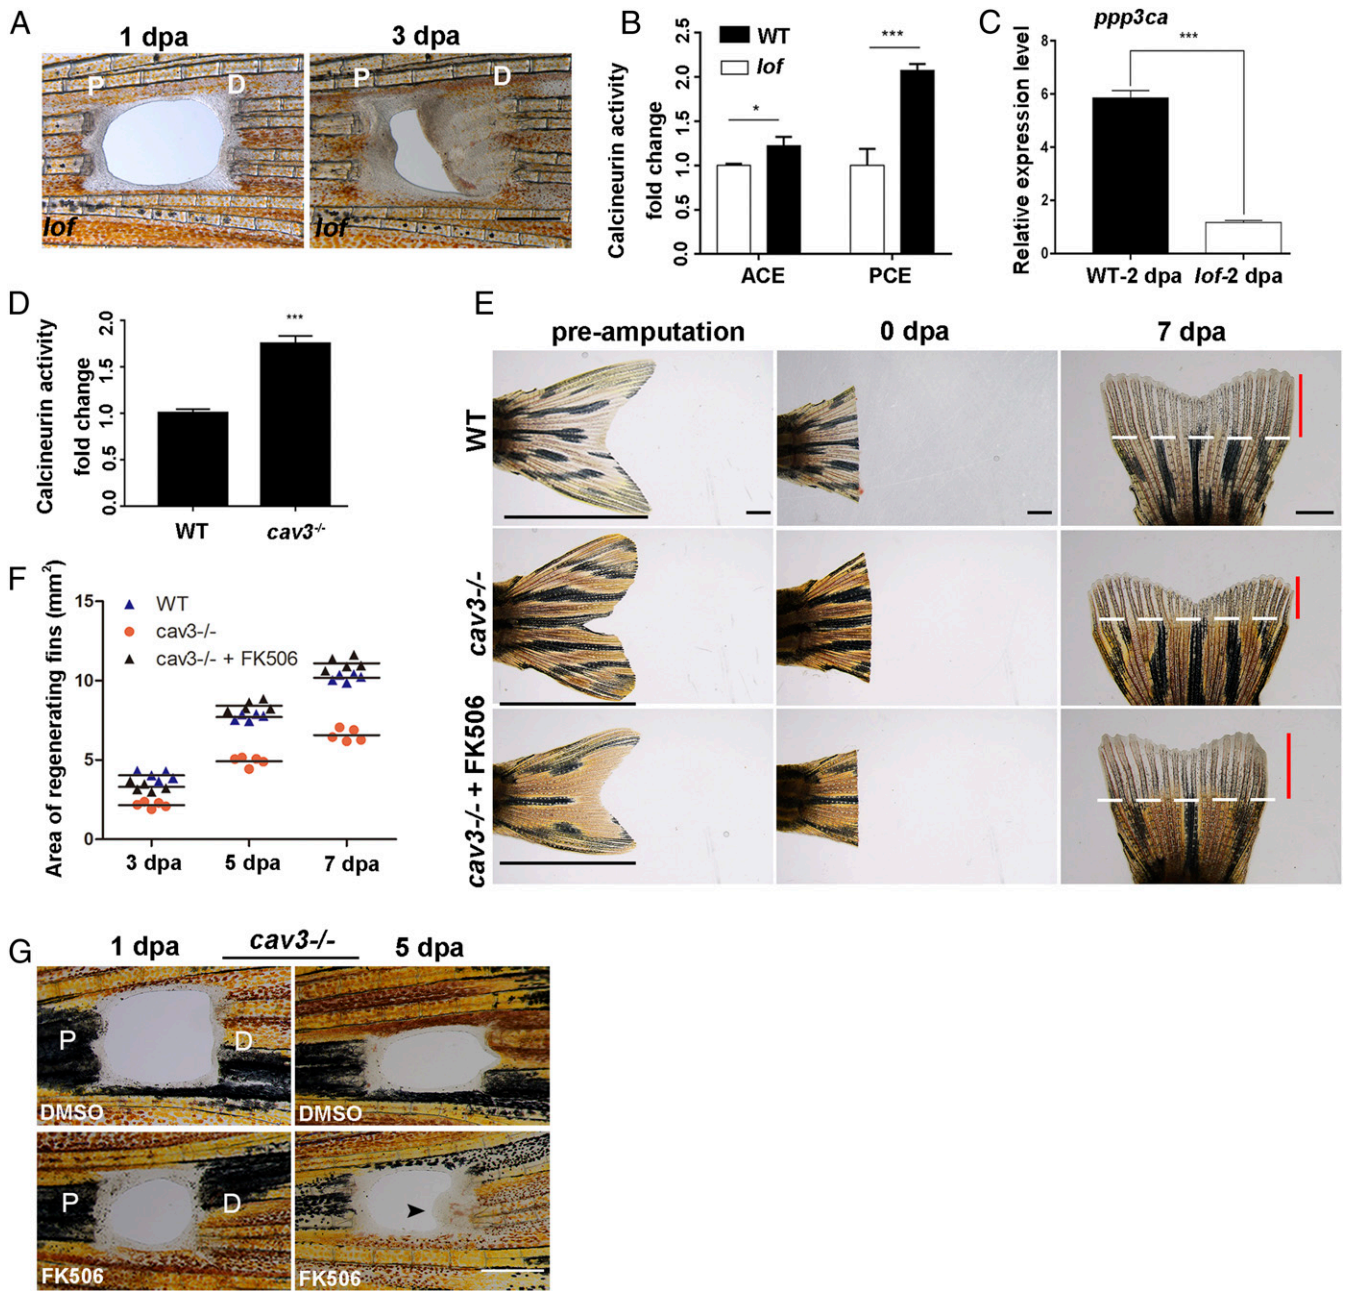 A
1 dpa
3 dpa
P
D
P
D
lof
lof
B
Calcineurin activity
fold change
2.5
2.0
1.5
1.0
0.5
0.0
WT
lof
*
***
ACE
PCE
C
ppp3ca
Relative expression level
8
6
4
2
0
***
WT-2 dpa
lof-2 dpa
D
Calcineurin activity
fold change
2.0
1.5
1.0
0.5
0.0
***
WT
cav3-/-
E
pre-amputation
0 dpa
7 dpa
WT
cav3-/-
cav3-/- + FK506
F
Area of regenerating fins (mm²)
15
10
5
0
WT
cav3-/-
cav3-/- + FK506
3 dpa
5 dpa
7 dpa
G
1 dpa
cav3-/-
5 dpa
P
D
DMSO
DMSO
P
D
FK506
FK506